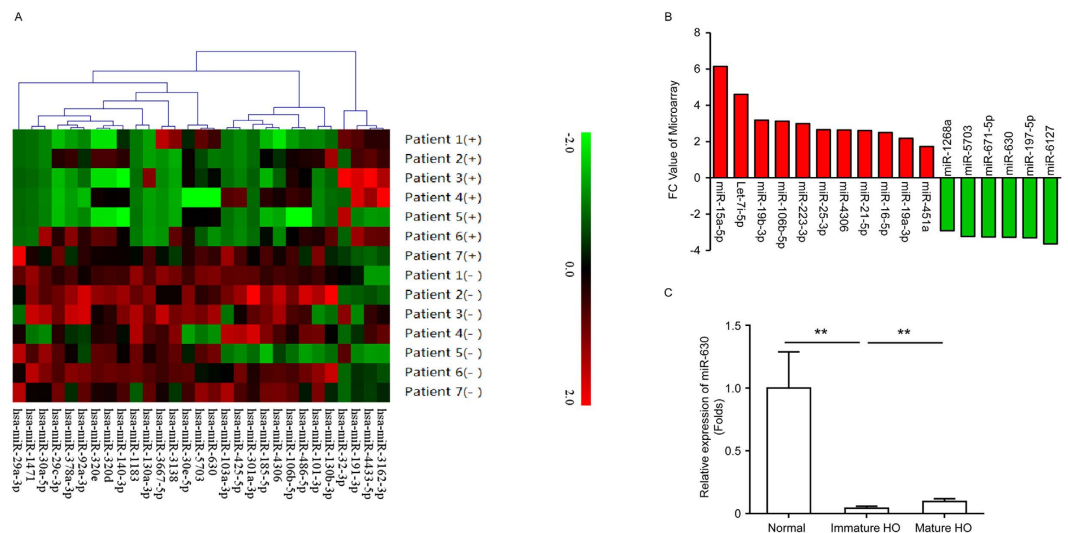 A
Patient 1(+)
Patient 2(+)
Patient 3(+)
Patient 4(+)
Patient 5(+)
Patient 6(+)
Patient 7(+)
Patient 1(-)
Patient 2(-)
Patient 3(-)
Patient 4(-)
Patient 5(-)
Patient 6(-)
Patient 7(-)
hsa-miR-29a-3p
hsa-miR-1471
hsa-miR-30a-5p
hsa-miR-29c-3p
hsa-miR-378a-3p
hsa-miR-92a-3p
hsa-miR-320e
hsa-miR-320d
hsa-miR-140-3p
hsa-miR-1183
hsa-miR-130a-3p
hsa-miR-3667-5p
hsa-miR-3138
hsa-miR-30e-5p
hsa-miR-5703
hsa-miR-630
hsa-miR-103a-3p
hsa-miR-425-5p
hsa-miR-301a-3p
hsa-miR-185-5p
hsa-miR-4306
hsa-miR-106b-5p
hsa-miR-486-5p
hsa-miR-101-3p
hsa-miR-130b-3p
hsa-miR-32-3p
hsa-miR-191-3p
hsa-miR-4433-5p
hsa-miR-3162-3p
-2.0
0.0
2.0
B
FC Value of Microarray
8
6
4
2
0
-2
-4
miR-15a-5p
Let-7i-5p
miR-19b-3p
miR-106b-5p
miR-223-3p
miR-25-3p
miR-4306
miR-21-5p
miR-16-5p
miR-19a-3p
miR-451a
miR-1268a
miR-5703
miR-671-5p
miR-630
miR-197-5p
miR-6127
C
Relative expression of miR-630
(Folds)
1.5
1.0
0.5
0
**
**
Normal
Immature HO
Mature HO